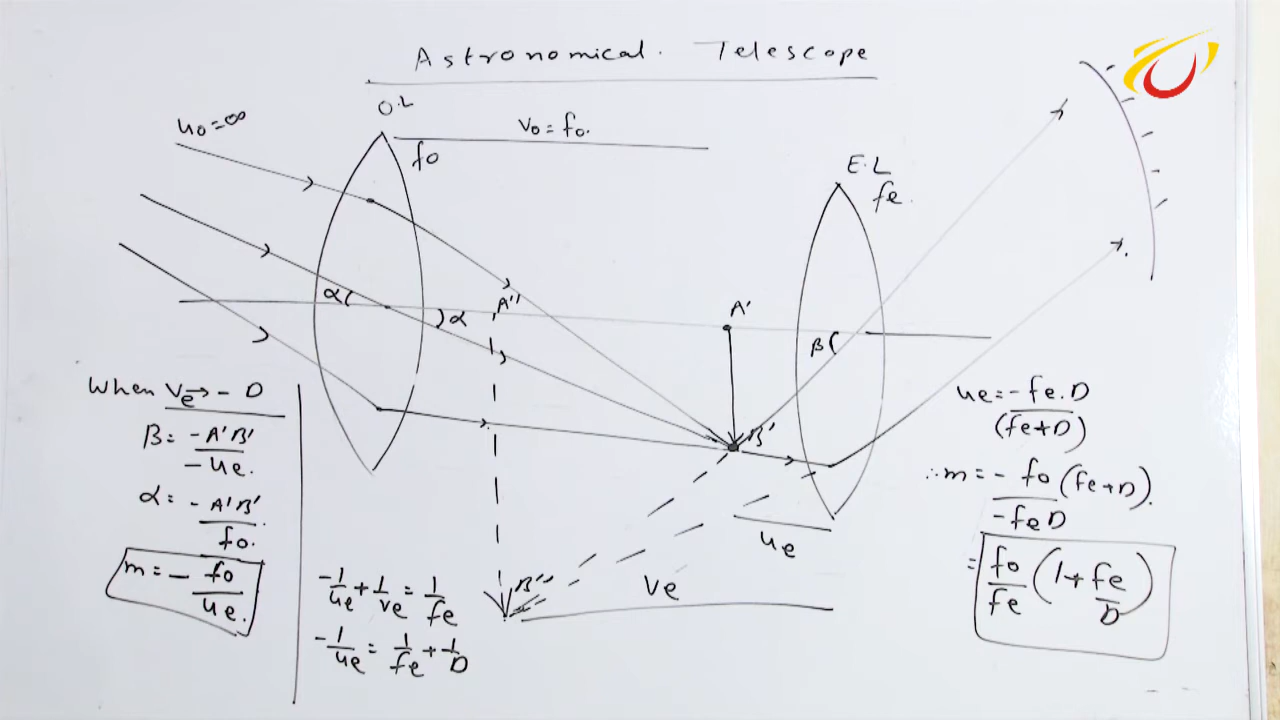 Astronomical. Telescope
O.L
u₀=∞
v₀=f₀.
f₀
E.L
fe.
α
α
A''
A'
β
B'
When ve→ - D
β= -A'B'/-ue.
α= -A'B'/f₀.
m= - f₀/ue.
-1/ue + 1/ve = 1/fe
-1/ue = 1/fe + 1/D
B''
ue
ve
ue= -fe.D/(fe+D)
∴m= - f₀(fe+D)/-feD.
= f₀/fe (1+ fe/D)